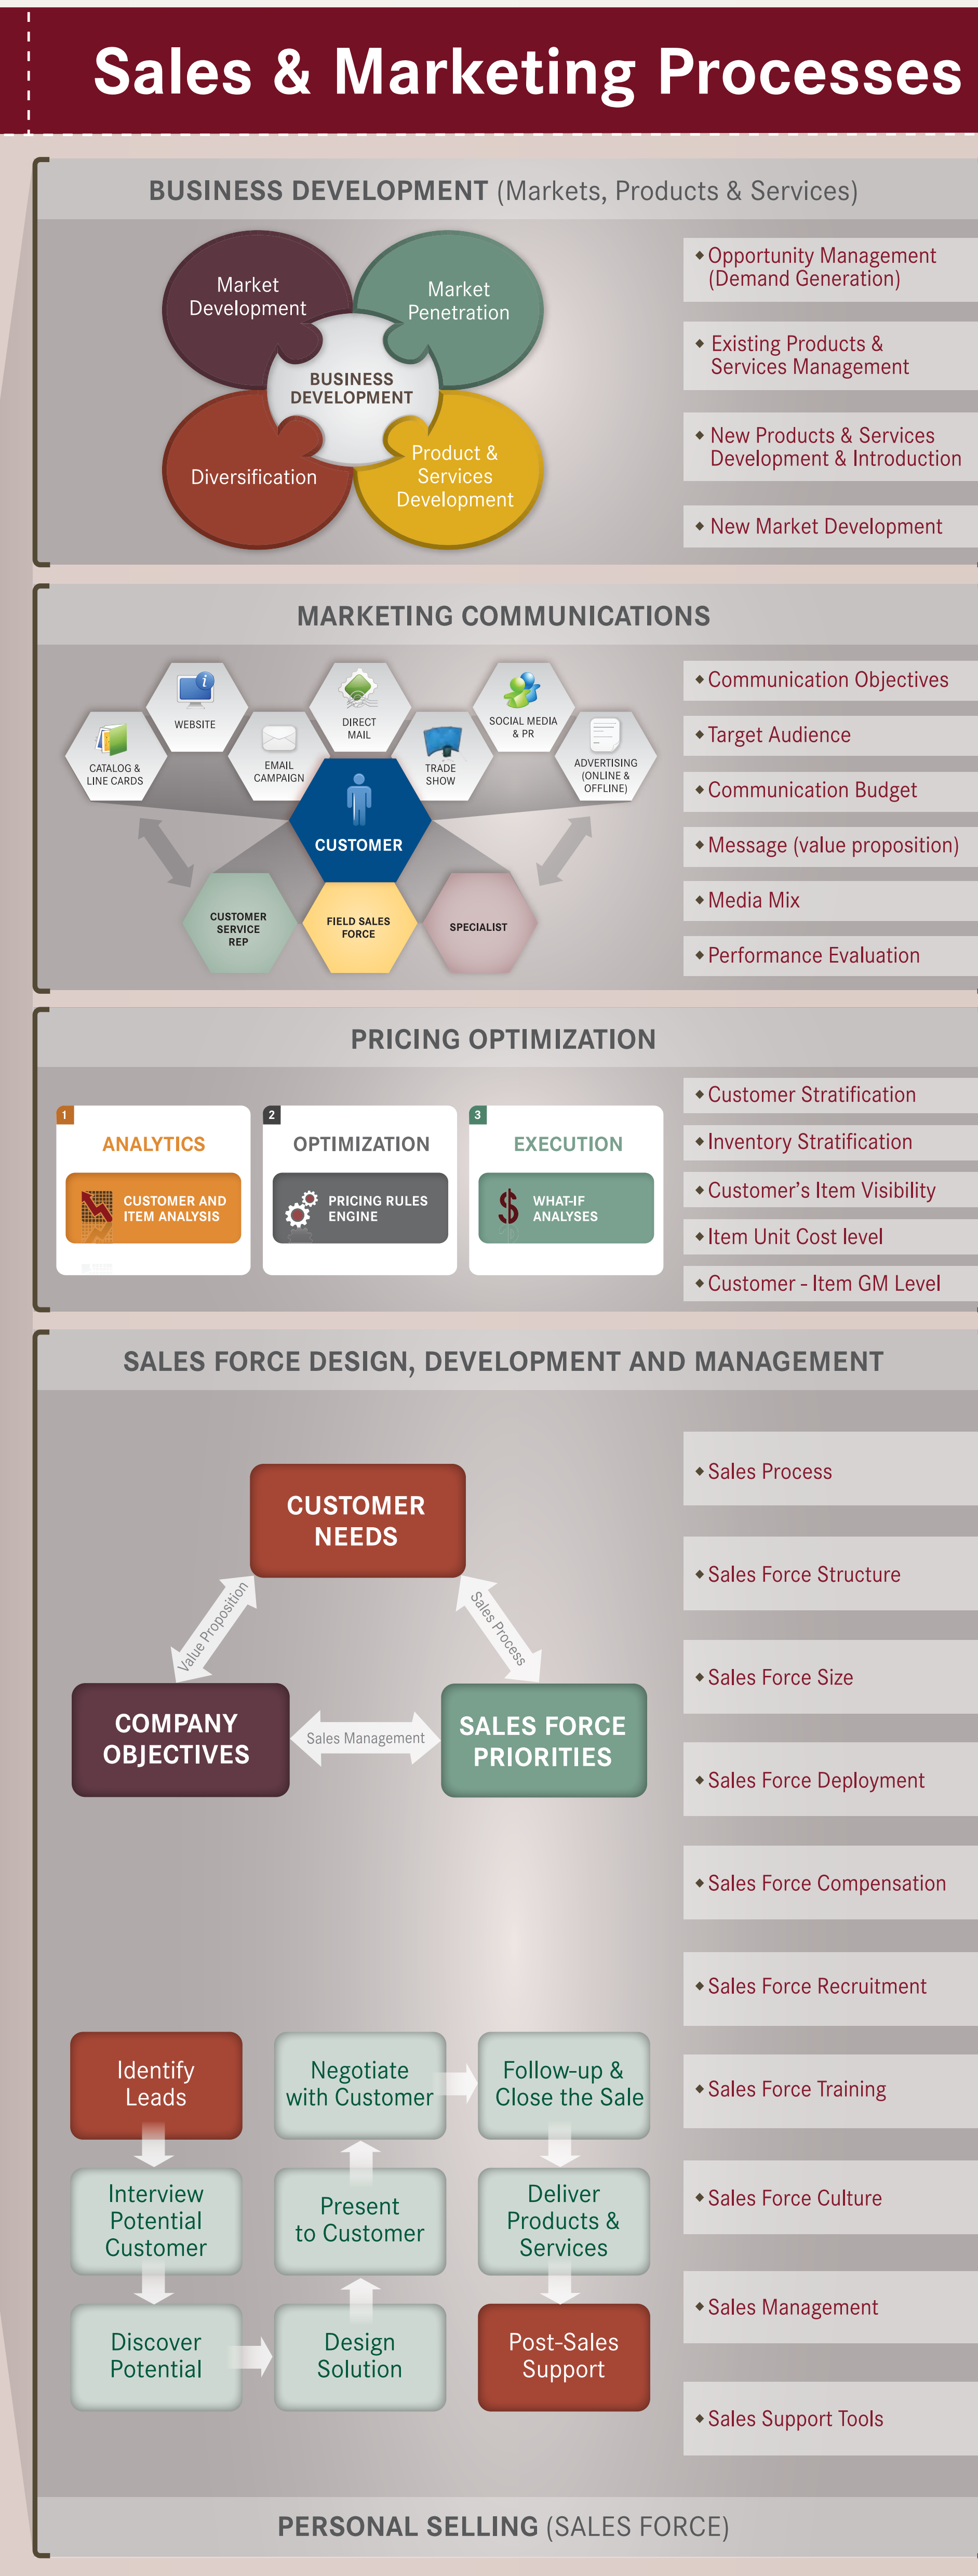 Sales & Marketing Processes
BUSINESS DEVELOPMENT (Markets, Products & Services)
Market
Development
Market
Penetration
BUSINESS
DEVELOPMENT
Diversification
Product &
Services
Development
Opportunity Management
(Demand Generation)
Existing Products &
Services Management
New Products & Services
Development & Introduction
New Market Development
MARKETING COMMUNICATIONS
CATALOG &
LINE CARDS
WEBSITE
EMAIL
CAMPAIGN
DIRECT
MAIL
TRADE
SHOW
SOCIAL MEDIA
& PR
ADVERTISING
(ONLINE &
OFFLINE)
CUSTOMER
CUSTOMER
SERVICE
REP
FIELD SALES
FORCE
SPECIALIST
Communication Objectives
Target Audience
Communication Budget
Message (value proposition)
Media Mix
Performance Evaluation
PRICING OPTIMIZATION
1
ANALYTICS
CUSTOMER AND
ITEM ANALYSIS
2
OPTIMIZATION
PRICING RULES
ENGINE
3
EXECUTION
$
WHAT-IF
ANALYSES
Customer Stratification
Inventory Stratification
Customer's Item Visibility
Item Unit Cost level
Customer - Item GM Level
SALES FORCE DESIGN, DEVELOPMENT AND MANAGEMENT
CUSTOMER
NEEDS
Value Proposition
Sales Process
COMPANY
OBJECTIVES
Sales Management
SALES FORCE
PRIORITIES
Identify
Leads
Interview
Potential
Customer
Discover
Potential
Design
Solution
Present
to Customer
Negotiate
with Customer
Follow-up &
Close the Sale
Deliver
Products &
Services
Post-Sales
Support
Sales Process
Sales Force Structure
Sales Force Size
Sales Force Deployment
Sales Force Compensation
Sales Force Recruitment
Sales Force Training
Sales Force Culture
Sales Management
Sales Support Tools
PERSONAL SELLING (SALES FORCE)